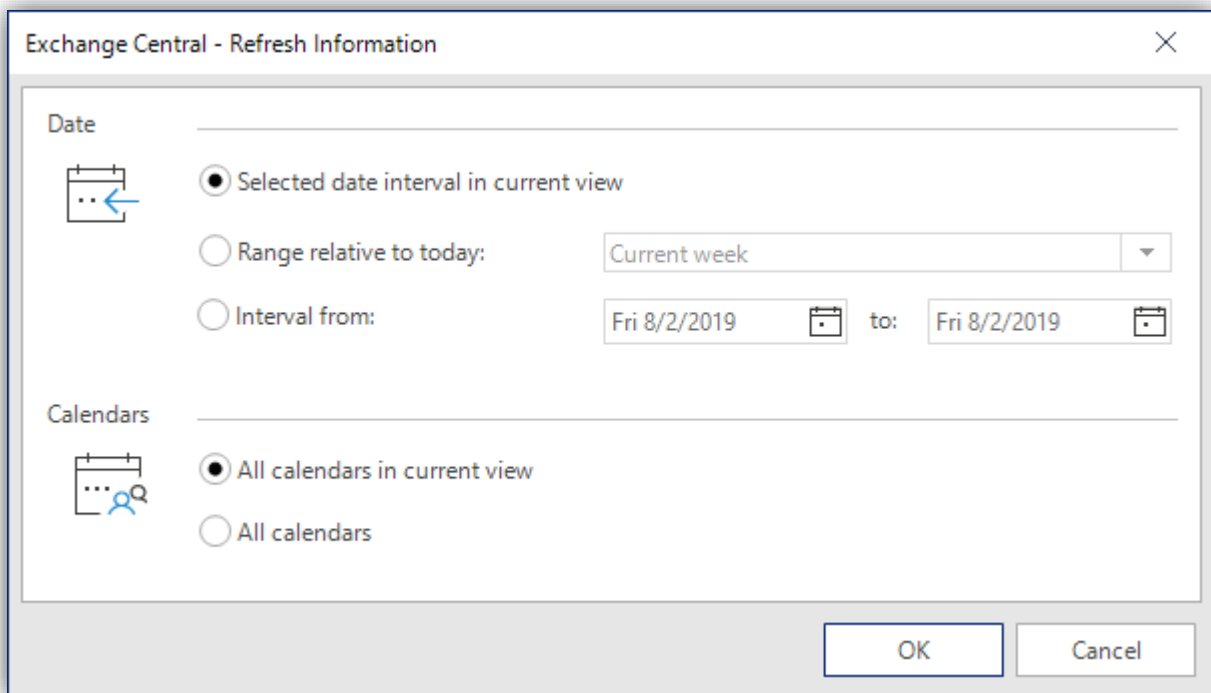 Exchange Central - Refresh Information
Date
Selected date interval in current view
Range relative to today: Current week
Interval from: Fri 8/2/2019 to: Fri 8/2/2019
Calendars
All calendars in current view
All calendars
OK Cancel